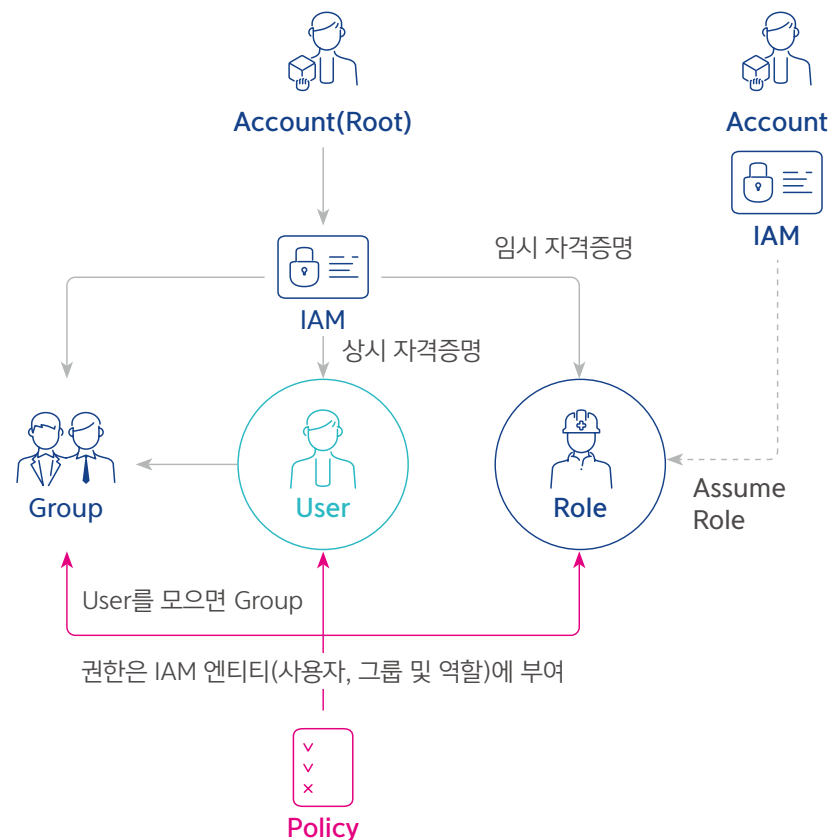 Account(Root)
Account
IAM
임시 자격증명
IAM
상시 자격증명
Group
User
Role
Assume
Role
User를 모으면 Group
권한은 IAM 엔티티(사용자, 그룹 및 역할)에 부여
Policy